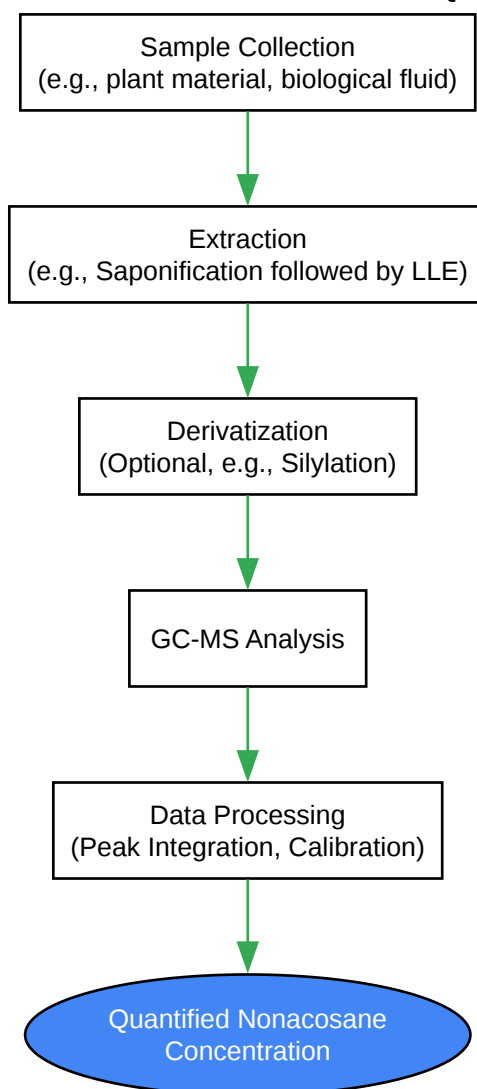 Sample Collection
(e.g., plant material, biological fluid)
Extraction
(e.g., Saponification followed by LLE)
Derivatization
(Optional, e.g., Silylation)
GC-MS Analysis
Data Processing
(Peak Integration, Calibration)
Quantified Nonacosane
Concentration